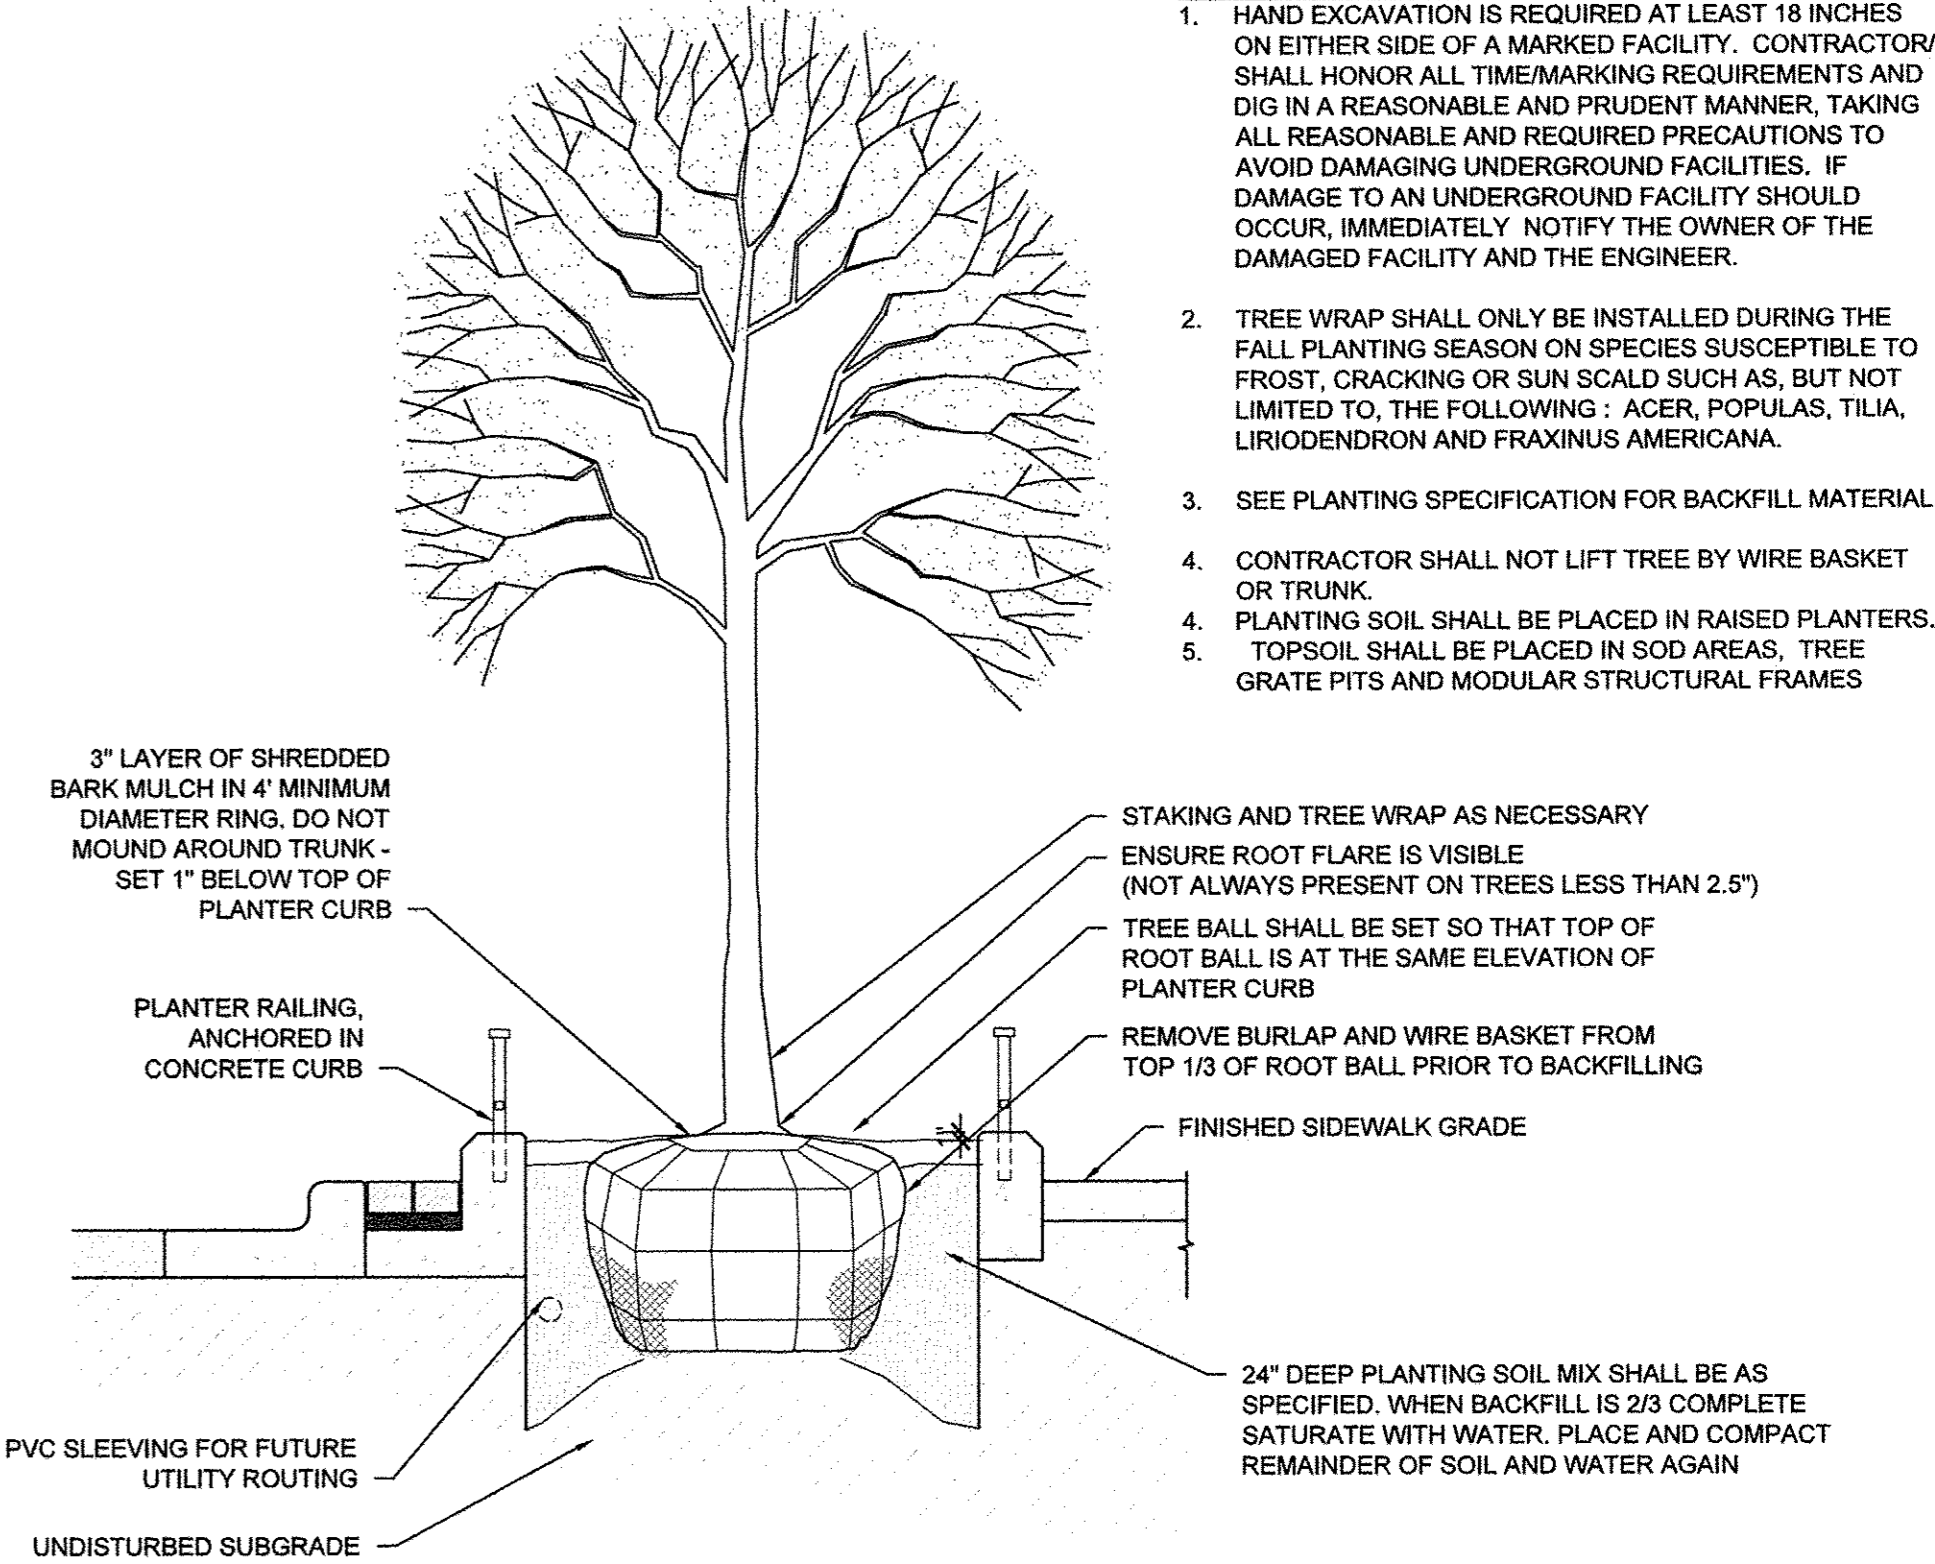 1. HAND EXCAVATION IS REQUIRED AT LEAST 18 INCHES
ON EITHER SIDE OF A MARKED FACILITY. CONTRACTOR/
SHALL HONOR ALL TIME/MARKING REQUIREMENTS AND
DIG IN A REASONABLE AND PRUDENT MANNER, TAKING
ALL REASONABLE AND REQUIRED PRECAUTIONS TO
AVOID DAMAGING UNDERGROUND FACILITIES. IF
DAMAGE TO AN UNDERGROUND FACILITY SHOULD
OCCUR, IMMEDIATELY NOTIFY THE OWNER OF THE
DAMAGED FACILITY AND THE ENGINEER.
2. TREE WRAP SHALL ONLY BE INSTALLED DURING THE
FALL PLANTING SEASON ON SPECIES SUSCEPTIBLE TO
FROST, CRACKING OR SUN SCALD SUCH AS, BUT NOT
LIMITED TO, THE FOLLOWING : ACER, POPULAS, TILIA,
LIRIODENDRON AND FRAXINUS AMERICANA.
3. SEE PLANTING SPECIFICATION FOR BACKFILL MATERIAL
4. CONTRACTOR SHALL NOT LIFT TREE BY WIRE BASKET
OR TRUNK.
4. PLANTING SOIL SHALL BE PLACED IN RAISED PLANTERS.
5. TOPSOIL SHALL BE PLACED IN SOD AREAS, TREE
GRATE PITS AND MODULAR STRUCTURAL FRAMES
3" LAYER OF SHREDDED
BARK MULCH IN 4' MINIMUM
DIAMETER RING. DO NOT
MOUND AROUND TRUNK -
SET 1" BELOW TOP OF
PLANTER CURB
PLANTER RAILING,
ANCHORED IN
CONCRETE CURB
STAKING AND TREE WRAP AS NECESSARY
ENSURE ROOT FLARE IS VISIBLE
(NOT ALWAYS PRESENT ON TREES LESS THAN 2.5")
TREE BALL SHALL BE SET SO THAT TOP OF
ROOT BALL IS AT THE SAME ELEVATION OF
PLANTER CURB
REMOVE BURLAP AND WIRE BASKET FROM
TOP 1/3 OF ROOT BALL PRIOR TO BACKFILLING
1"
FINISHED SIDEWALK GRADE
24" DEEP PLANTING SOIL MIX SHALL BE AS
SPECIFIED. WHEN BACKFILL IS 2/3 COMPLETE
SATURATE WITH WATER. PLACE AND COMPACT
REMAINDER OF SOIL AND WATER AGAIN
PVC SLEEVING FOR FUTURE
UTILITY ROUTING
UNDISTURBED SUBGRADE